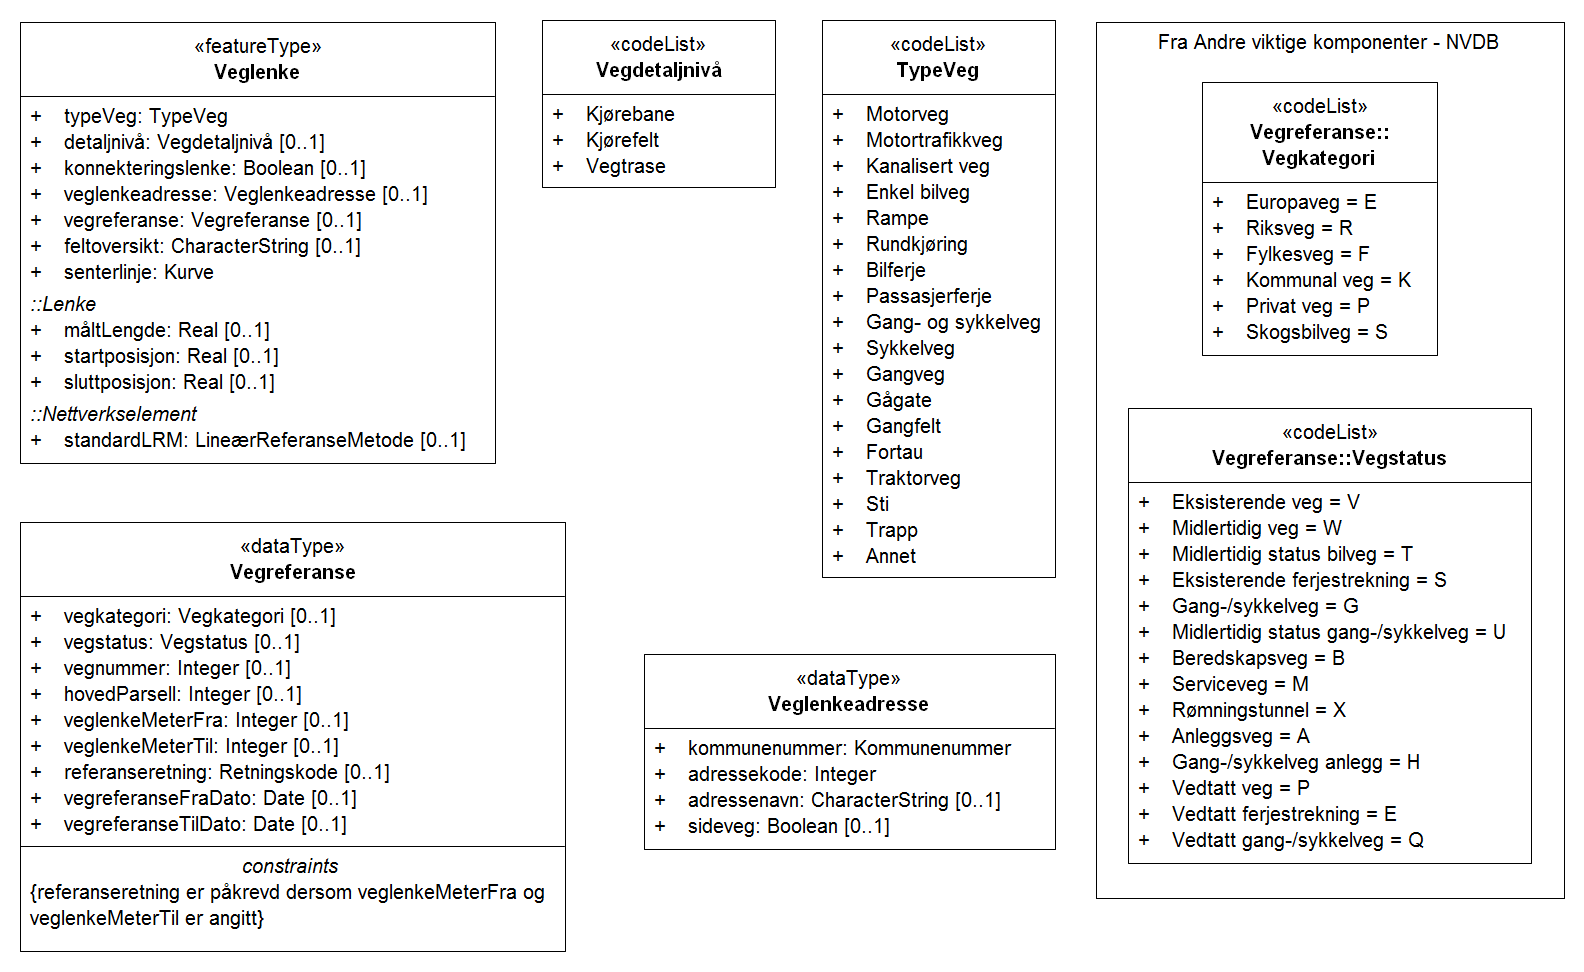 «featureType»
Veglenke
+ typeVeg: TypeVeg
+ detaljnivå: Vegdetaljnivå [0..1]
+ konnekteringslenke: Boolean [0..1]
+ veglenkeadresse: Veglenkeadresse [0..1]
+ vegreferanse: Vegreferanse [0..1]
+ feltoversikt: CharacterString [0..1]
+ senterlinje: Kurve
::Lenke
+ måltLengde: Real [0..1]
+ startposisjon: Real [0..1]
+ sluttposisjon: Real [0..1]
::Nettverkselement
+ standardLRM: LineærReferanseMetode [0..1]
«codeList»
Vegdetaljnivå
+ Kjørebane
+ Kjørefelt
+ Vegtrase
«codeList»
TypeVeg
+ Motorveg
+ Motortrafikkveg
+ Kanalisert veg
+ Enkel bilveg
+ Rampe
+ Rundkjøring
+ Bilferje
+ Passasjerferje
+ Gang- og sykkelveg
+ Sykkelveg
+ Gangveg
+ Gågate
+ Gangfelt
+ Fortau
+ Traktorveg
+ Sti
+ Trapp
+ Annet
Fra Andre viktige komponenter - NVDB
«codeList»
Vegreferanse::
Vegkategori
+ Europaveg = E
+ Riksveg = R
+ Fylkesveg = F
+ Kommunal veg = K
+ Privat veg = P
+ Skogsbilveg = S
«codeList»
Vegreferanse::Vegstatus
+ Eksisterende veg = V
+ Midlertidig veg = W
+ Midlertidig status bilveg = T
+ Eksisterende ferjestrekning = S
+ Gang-/sykkelveg = G
+ Midlertidig status gang-/sykkelveg = U
+ Beredskapsveg = B
+ Serviceveg = M
+ Rømningstunnel = X
+ Anleggsveg = A
+ Gang-/sykkelveg anlegg = H
+ Vedtatt veg = P
+ Vedtatt ferjestrekning = E
+ Vedtatt gang-/sykkelveg = Q
«dataType»
Vegreferanse
+ vegkategori: Vegkategori [0..1]
+ vegstatus: Vegstatus [0..1]
+ vegnummer: Integer [0..1]
+ hovedParsell: Integer [0..1]
+ veglenkeMeterFra: Integer [0..1]
+ veglenkeMeterTil: Integer [0..1]
+ referanseretning: Retningskode [0..1]
+ vegreferanseFraDato: Date [0..1]
+ vegreferanseTilDato: Date [0..1]
constraints
{referanseretning er påkrevd dersom veglenkeMeterFra og
veglenkeMeterTil er angitt}
«dataType»
Veglenkeadresse
+ kommunenummer: Kommunenummer
+ adressekode: Integer
+ adressenavn: CharacterString [0..1]
+ sideveg: Boolean [0..1]